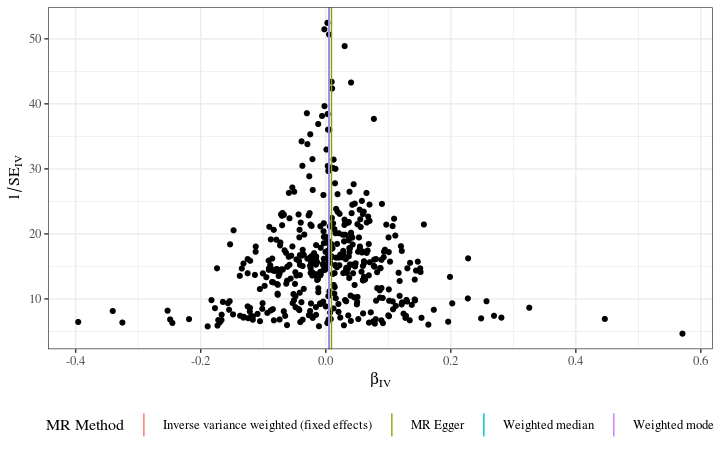 50
40
30
20
10
1/SE_IV
-0.4 -0.2 0.0 0.2 0.4 0.6
β_IV
MR Method Inverse variance weighted (fixed effects) MR Egger Weighted median Weighted mode